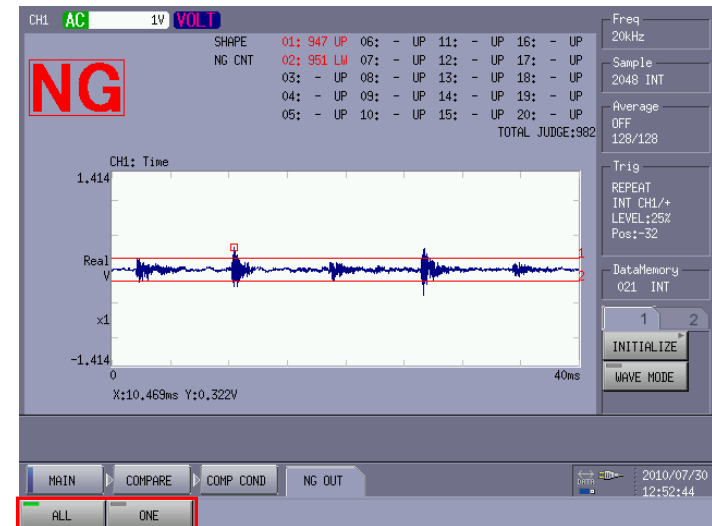 CH1 AC 1V VOLT
NG
SHAPE 01: 947 UP 06: - UP 11: - UP 16: - UP
NG CNT 02: 951 LW 07: - UP 12: - UP 17: - UP
03: - UP 08: - UP 13: - UP 18: - UP
04: - UP 09: - UP 14: - UP 19: - UP
05: - UP 10: - UP 15: - UP 20: - UP
TOTAL JUDGE:982
CH1: Time
1.414
Real
V
x1
-1.414
1
2
0
40ms
X:10.469ms Y:0.322V
Freq
20kHz
Sample
2048 INT
Average
OFF
128/128
Trig
REPEAT
INT CH1/+
LEVEL:25%
Pos:-32
DataMemory
021 INT
1 2
INITIALIZE
WAVE MODE
MAIN COMPARE COMP COND NG OUT
DATA
2010/07/30
12:52:44
ALL ONE